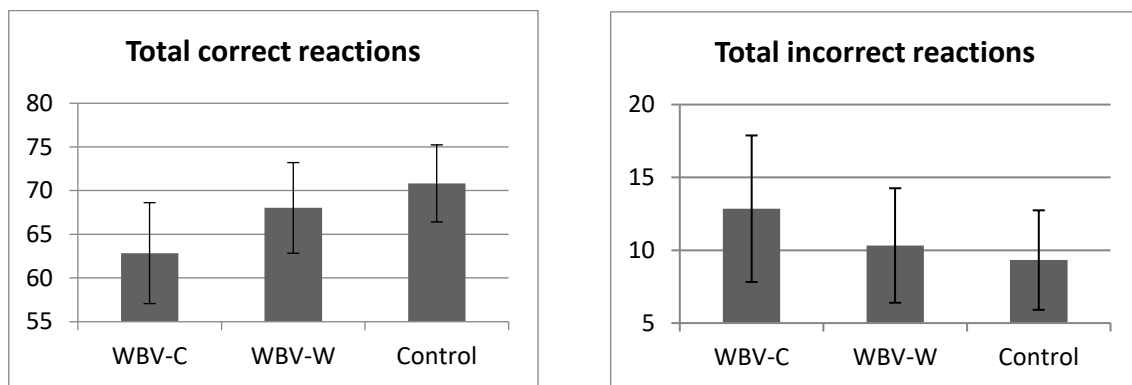 Total correct reactions
80
75
70
65
60
55
WBV-C WBV-W Control
Total incorrect reactions
20
15
10
5
WBV-C WBV-W Control